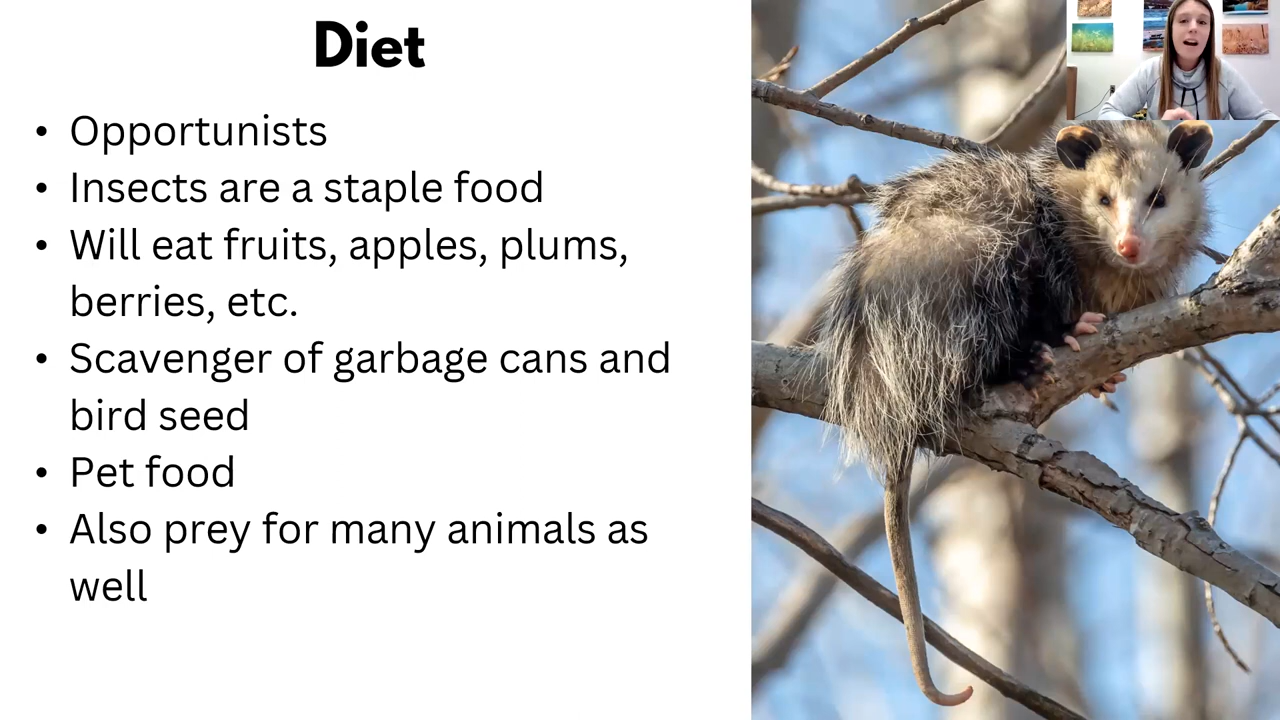 Diet
• Opportunists
• Insects are a staple food
• Will eat fruits, apples, plums,
berries, etc.
• Scavenger of garbage cans and
bird seed
• Pet food
• Also prey for many animals as
well